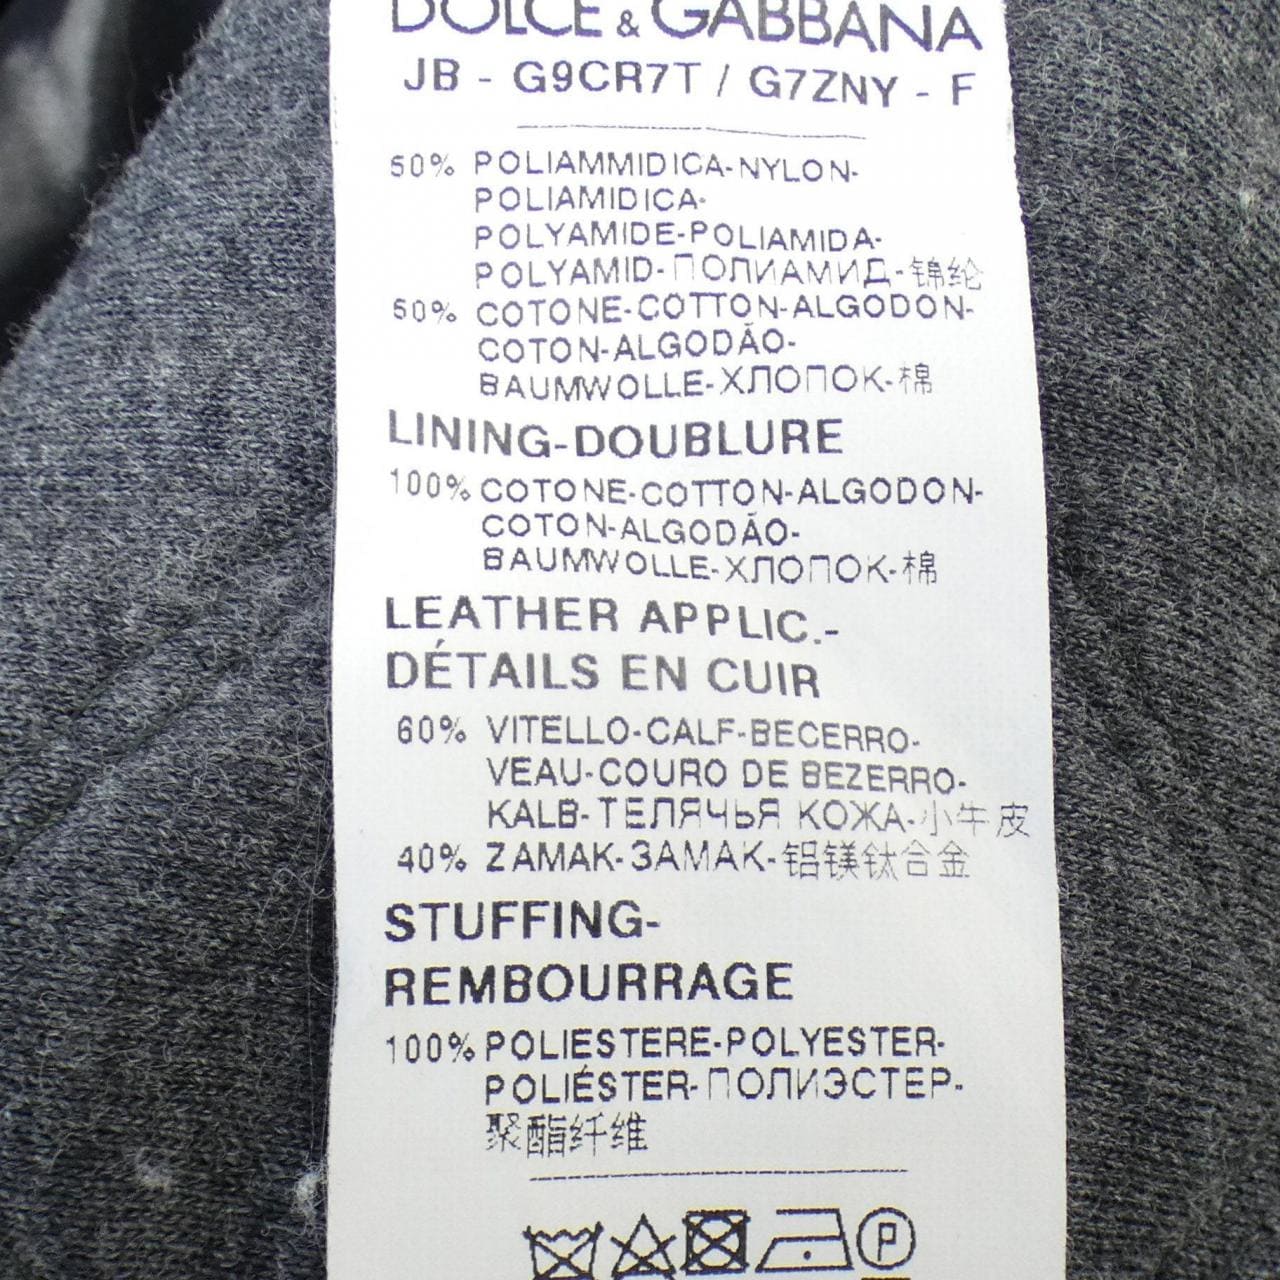 DOLCE & GABBANA
JB - G9CR7T / G7ZNY - F
50% POLIAMMIDICA-NYLON-
POLIAMIDICA-
POLYAMIDE-POLIAMIDA-
POLYAMID-ПОЛИАМИД-锦纶
50% COTONE-COTTON-ALGODON-
COTON-ALGODÃO-
BAUMWOLLE-ХЛОПОК-棉
LINING-DOUBLURE
100% COTONE-COTTON-ALGODON-
COTON-ALGODÃO-
BAUMWOLLE-ХЛОПОК-棉
LEATHER APPLIC.-
DÉTAILS EN CUIR
60% VITELLO-CALF-BECERRO-
VEAU-COURO DE BEZERRO-
KALB-ТЕЛЯЧЬЯ КОЖА-小牛皮
40% ZAMAK-ЗАМАК-铝镁钛合金
STUFFING-
REMBOURRAGE
100% POLIESTERE-POLYESTER-
POLIÉSTER-ПОЛИЭСТЕР-
聚酯纤维
P